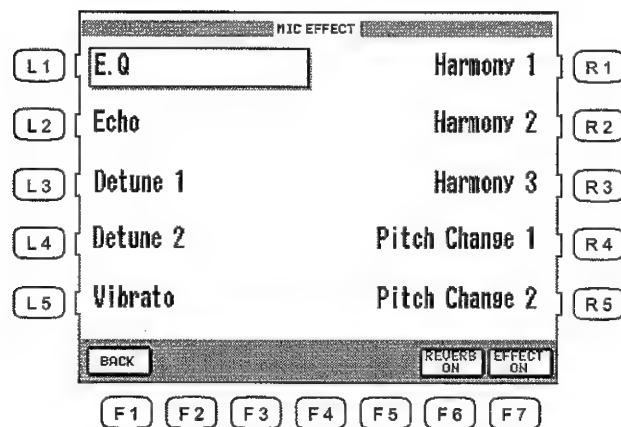 MIC EFFECT
L1 E.Q Harmony 1 R1
L2 Echo Harmony 2 R2
L3 Detune 1 Harmony 3 R3
L4 Detune 2 Pitch Change 1 R4
L5 Vibrato Pitch Change 2 R5
BACK REVERB ON EFFECT ON
F1 F2 F3 F4 F5 F6 F7